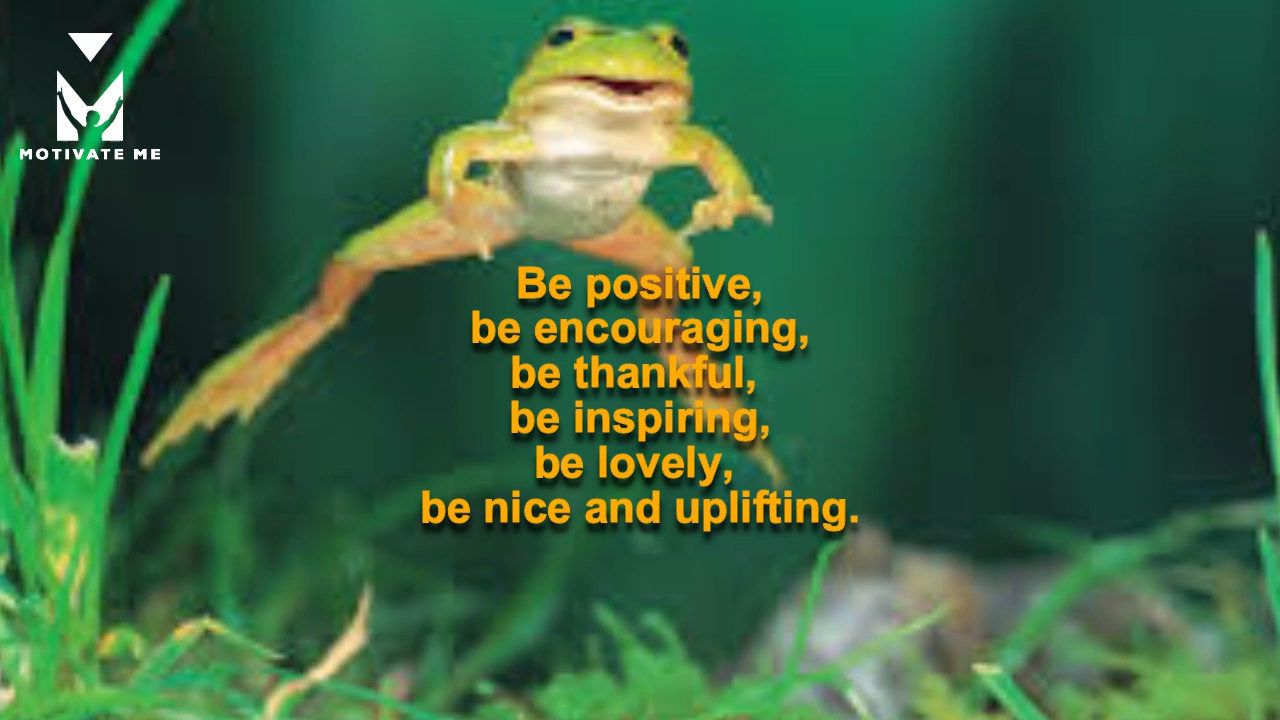 MOTIVATE ME
Be positive,
be encouraging,
be thankful,
be inspiring,
be lovely,
be nice and uplifting.